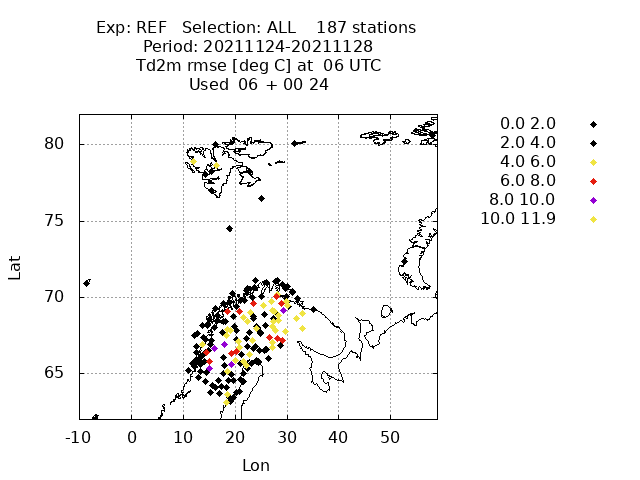 Exp: REF   Selection: ALL    187 stations
Period: 20211124-20211128
Td2m rmse [deg C] at  06 UTC
Used  06 + 00 24
0.0 2.0
2.0 4.0
4.0 6.0
6.0 8.0
8.0 10.0
10.0 11.9
80
75
70
65
Lat
-10 0 10 20 30 40 50
Lon